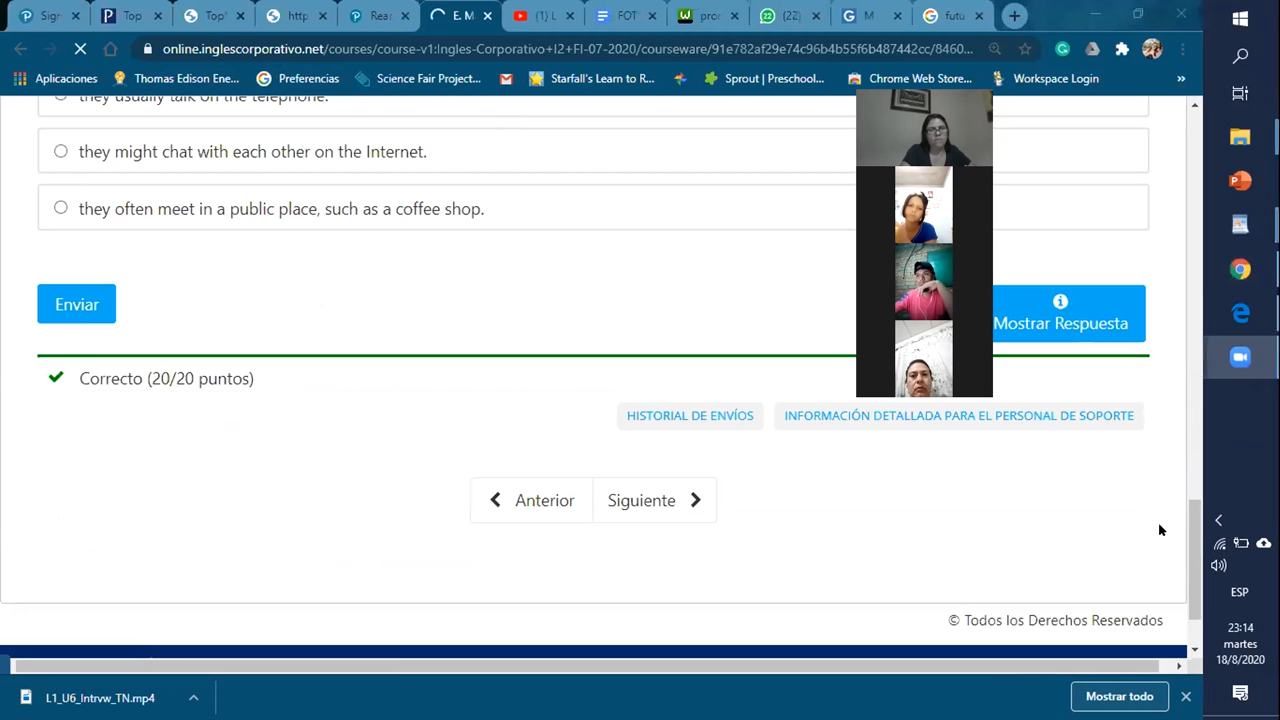 Sign
Top
Top
http
Rea
E. M
(1) L
FOT
pro
(22)
M
futu
online.inglescorporativo.net/courses/course-v1:Ingles-Corporativo+I2+FI-07-2020/courseware/91e782af29e74c96b4b55f6b487442cc/8460...
Aplicaciones
Thomas Edison Ene...
Preferencias
Science Fair Project...
Starfall's Learn to R...
Sprout | Preschool...
Chrome Web Store...
Workspace Login
»
they usually talk on the telephone.
they might chat with each other on the Internet.
they often meet in a public place, such as a coffee shop.
Enviar
Mostrar Respuesta
Correcto (20/20 puntos)
HISTORIAL DE ENVÍOS
INFORMACIÓN DETALLADA PARA EL PERSONAL DE SOPORTE
Anterior
Siguiente
© Todos los Derechos Reservados
L1_U6_Intrvw_TN.mp4
Mostrar todo
ESP
23:14
martes
18/8/2020